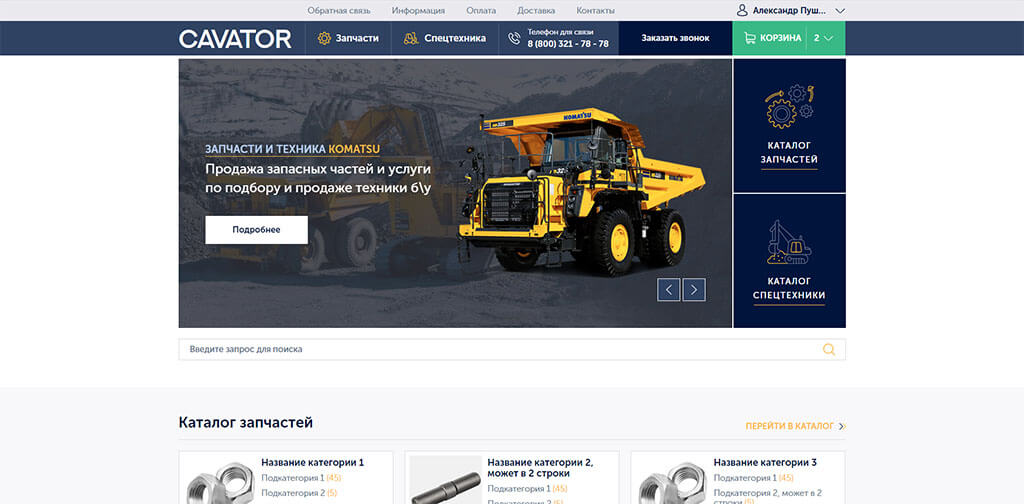 Обратная связь Информация Оплата Доставка Контакты Александр Пуш...
CAVATOR Запчасти Спецтехника Телефон для связи
8 (800) 321 - 78 - 78 Заказать звонок КОРЗИНА 2
ЗАПЧАСТИ И ТЕХНИКА KOMATSU
Продажа запасных частей и услуги
по подбору и продаже техники б\у
Подробнее
KOMATSU
КАТАЛОГ
ЗАПЧАСТЕЙ
КАТАЛОГ
СПЕЦТЕХНИКИ
Введите запрос для поиска
Каталог запчастей
ПЕРЕЙТИ В КАТАЛОГ
Название категории 1
Подкатегория 1 (45)
Подкатегория 2 (5)
Название категории 2,
может в 2 строки
Подкатегория 1 (45)
Подкатегория 2 (5)
Название категории 3
Подкатегория 1 (45)
Подкатегория 2, может в 2
строки (5)